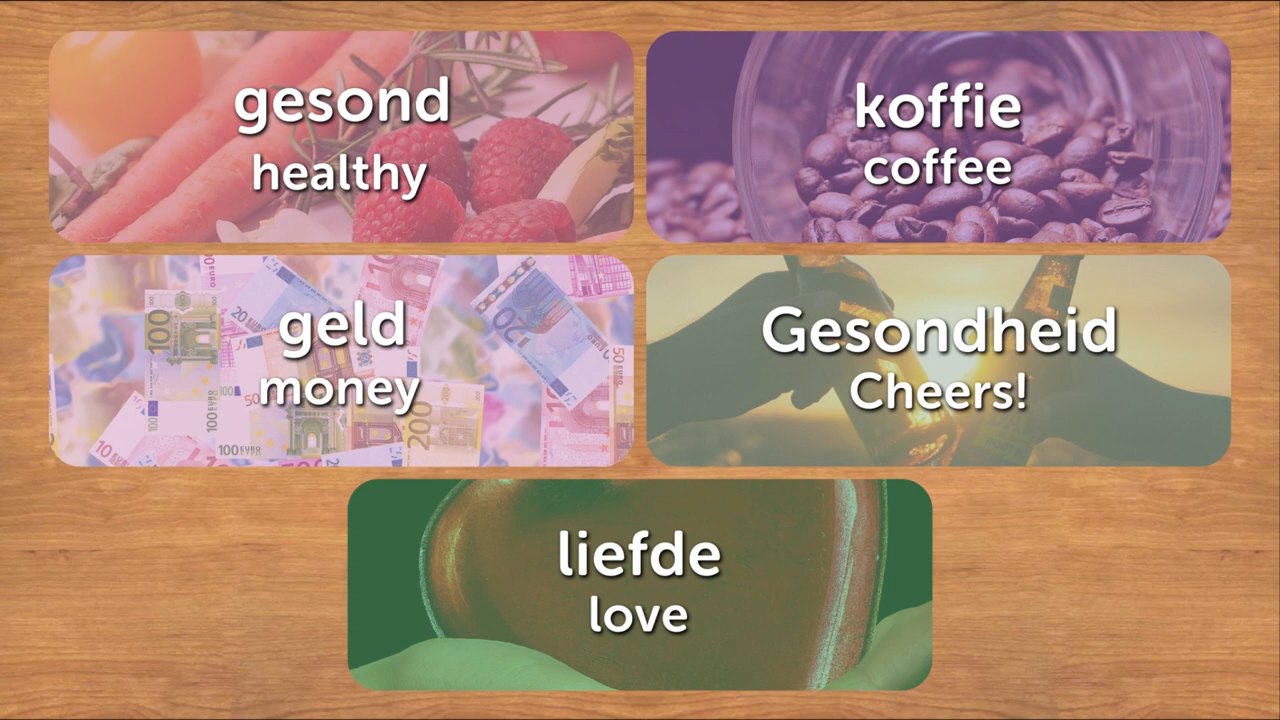 gesond
healthy
koffie
coffee
geld
money
Gesondheid
Cheers!
liefde
love